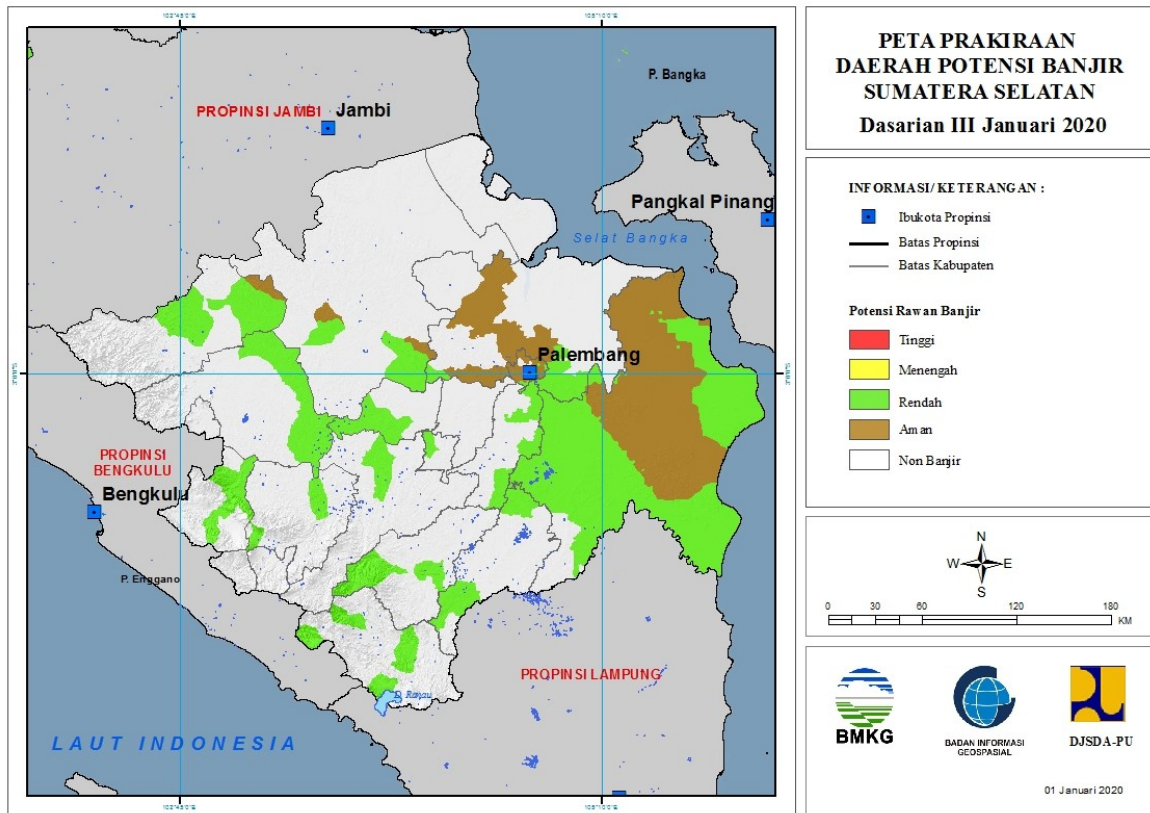 PETA PRAKIRAAN
DAERAH POTENSI BANJIR
SUMATERA SELATAN
Dasarian III Januari 2020
INFORMASI/KETERANGAN :
Ibukota Propinsi
Batas Propinsi
Batas Kabupaten
Potensi Rawan Banjir
Tinggi
Menengah
Rendah
Aman
Non Banjir
N
W E
S
0 30 60 120 180
KM
BMKG
BADAN INFORMASI
GEOSPASIAL
DJSDA-PU
01 Januari 2020
P. Bangka
PROPINSI JAMBI
Jambi
Pangkal Pinang
Selat Bangka
Palembang
PROPINSI
BENGKULU
Bengkulu
P. Enggano
PROPINSI LAMPUNG
D. Ranau
LAUT INDONESIA